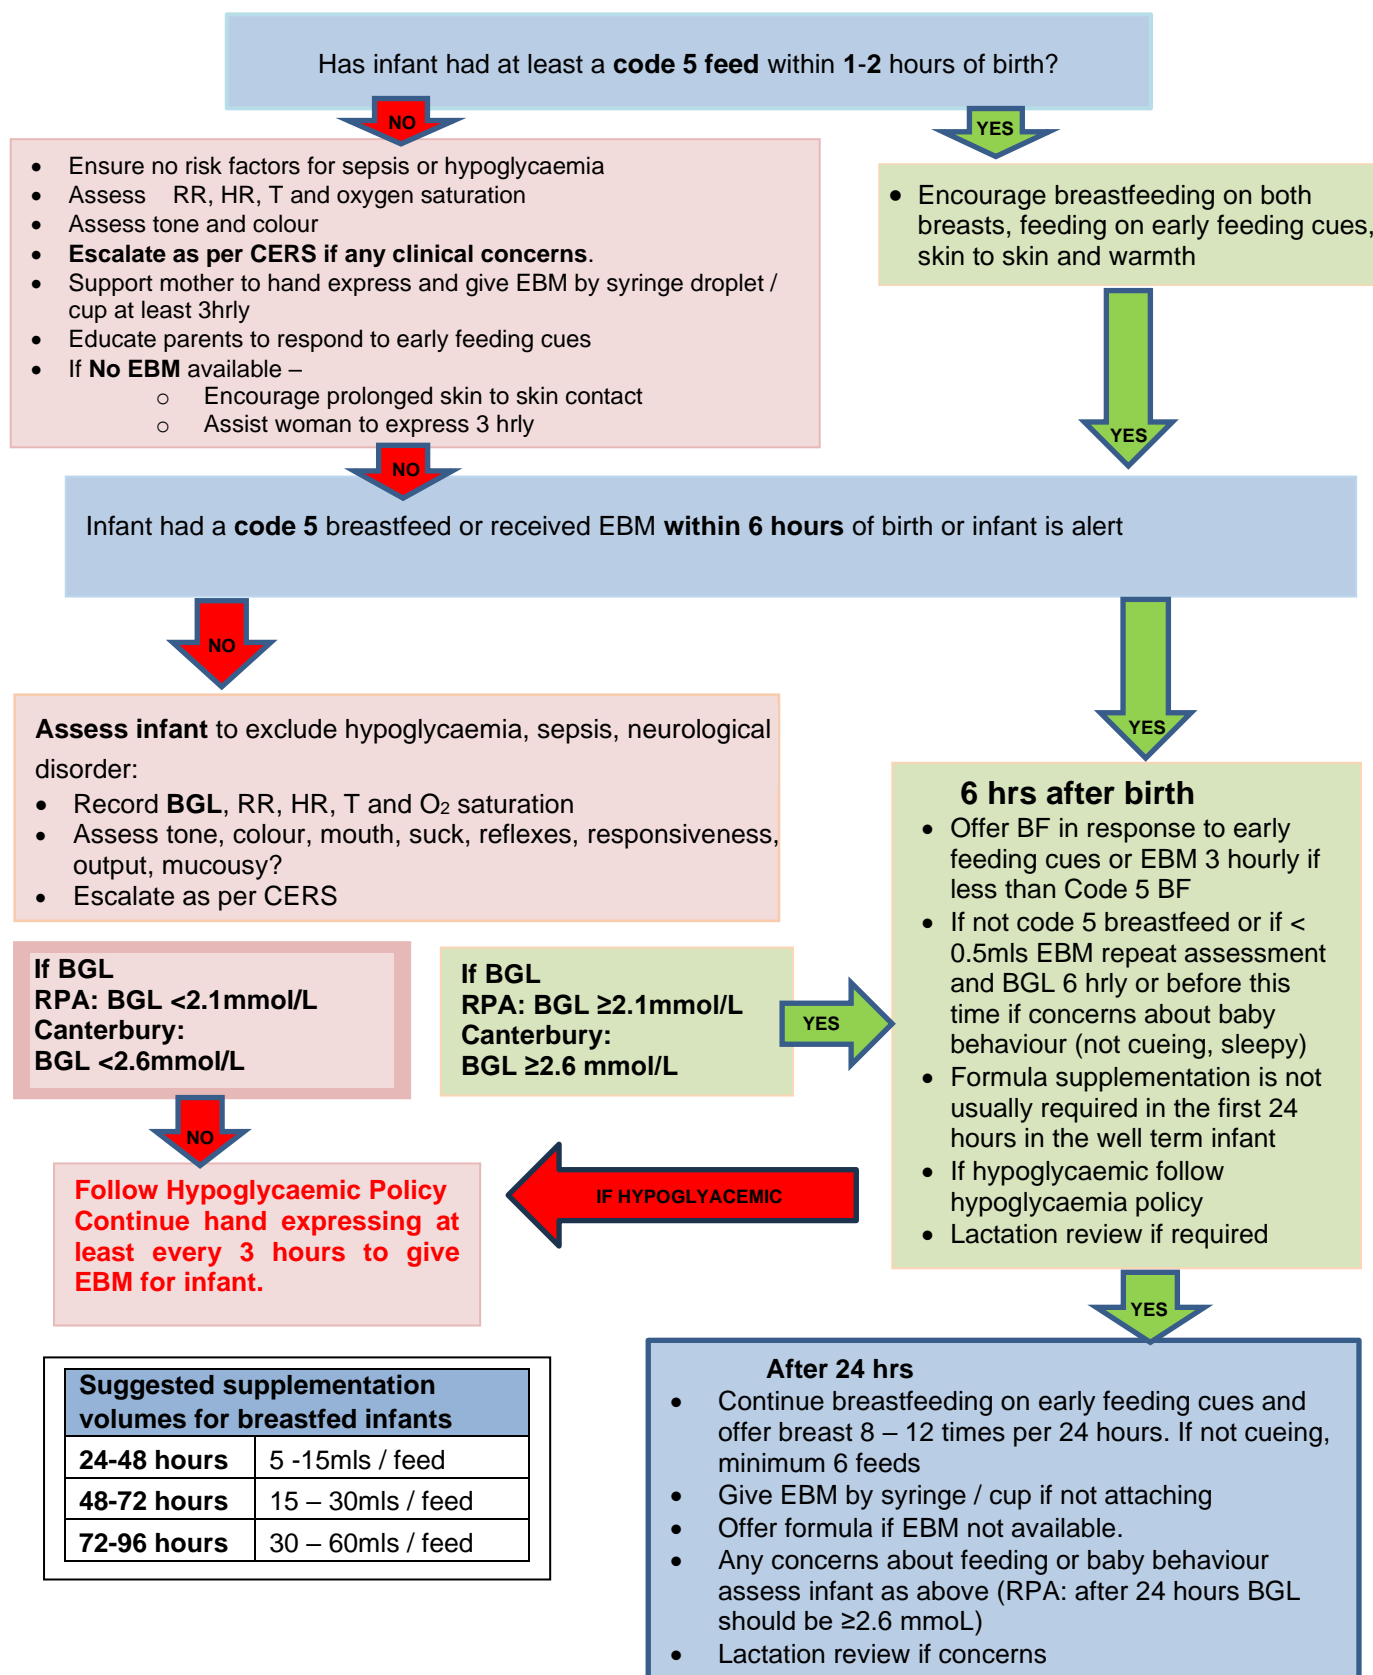 Has infant had at least a code 5 feed within 1-2 hours of birth?
NO
YES
• Ensure no risk factors for sepsis or hypoglycaemia
• Assess RR, HR, T and oxygen saturation
• Assess tone and colour
• Escalate as per CERS if any clinical concerns.
• Support mother to hand express and give EBM by syringe droplet /
cup at least 3hrly
• Educate parents to respond to early feeding cues
• If No EBM available –
o Encourage prolonged skin to skin contact
o Assist woman to express 3 hrly
• Encourage breastfeeding on both
breasts, feeding on early feeding cues,
skin to skin and warmth
NO
YES
Infant had a code 5 breastfeed or received EBM within 6 hours of birth or infant is alert
NO
YES
Assess infant to exclude hypoglycaemia, sepsis, neurological
disorder:
• Record BGL, RR, HR, T and O2 saturation
• Assess tone, colour, mouth, suck, reflexes, responsiveness,
output, mucousy?
• Escalate as per CERS
If BGL
RPA: BGL <2.1mmol/L
Canterbury:
BGL <2.6mmol/L
If BGL
RPA: BGL ≥2.1mmol/L
Canterbury:
BGL ≥2.6 mmol/L
YES
6 hrs after birth
• Offer BF in response to early
feeding cues or EBM 3 hourly if
less than Code 5 BF
• If not code 5 breastfeed or if <
0.5mls EBM repeat assessment
and BGL 6 hrly or before this
time if concerns about baby
behaviour (not cueing, sleepy)
• Formula supplementation is not
usually required in the first 24
hours in the well term infant
• If hypoglycaemic follow
hypoglycaemia policy
• Lactation review if required
NO
IF HYPOGLYACEMIC
Follow Hypoglycaemic Policy
Continue hand expressing at
least every 3 hours to give
EBM for infant.
YES
Suggested supplementation
volumes for breastfed infants
24-48 hours 5 -15mls / feed
48-72 hours 15 – 30mls / feed
72-96 hours 30 – 60mls / feed
After 24 hrs
• Continue breastfeeding on early feeding cues and
offer breast 8 – 12 times per 24 hours. If not cueing,
minimum 6 feeds
• Give EBM by syringe / cup if not attaching
• Offer formula if EBM not available.
• Any concerns about feeding or baby behaviour
assess infant as above (RPA: after 24 hours BGL
should be ≥2.6 mmoL)
• Lactation review if concerns